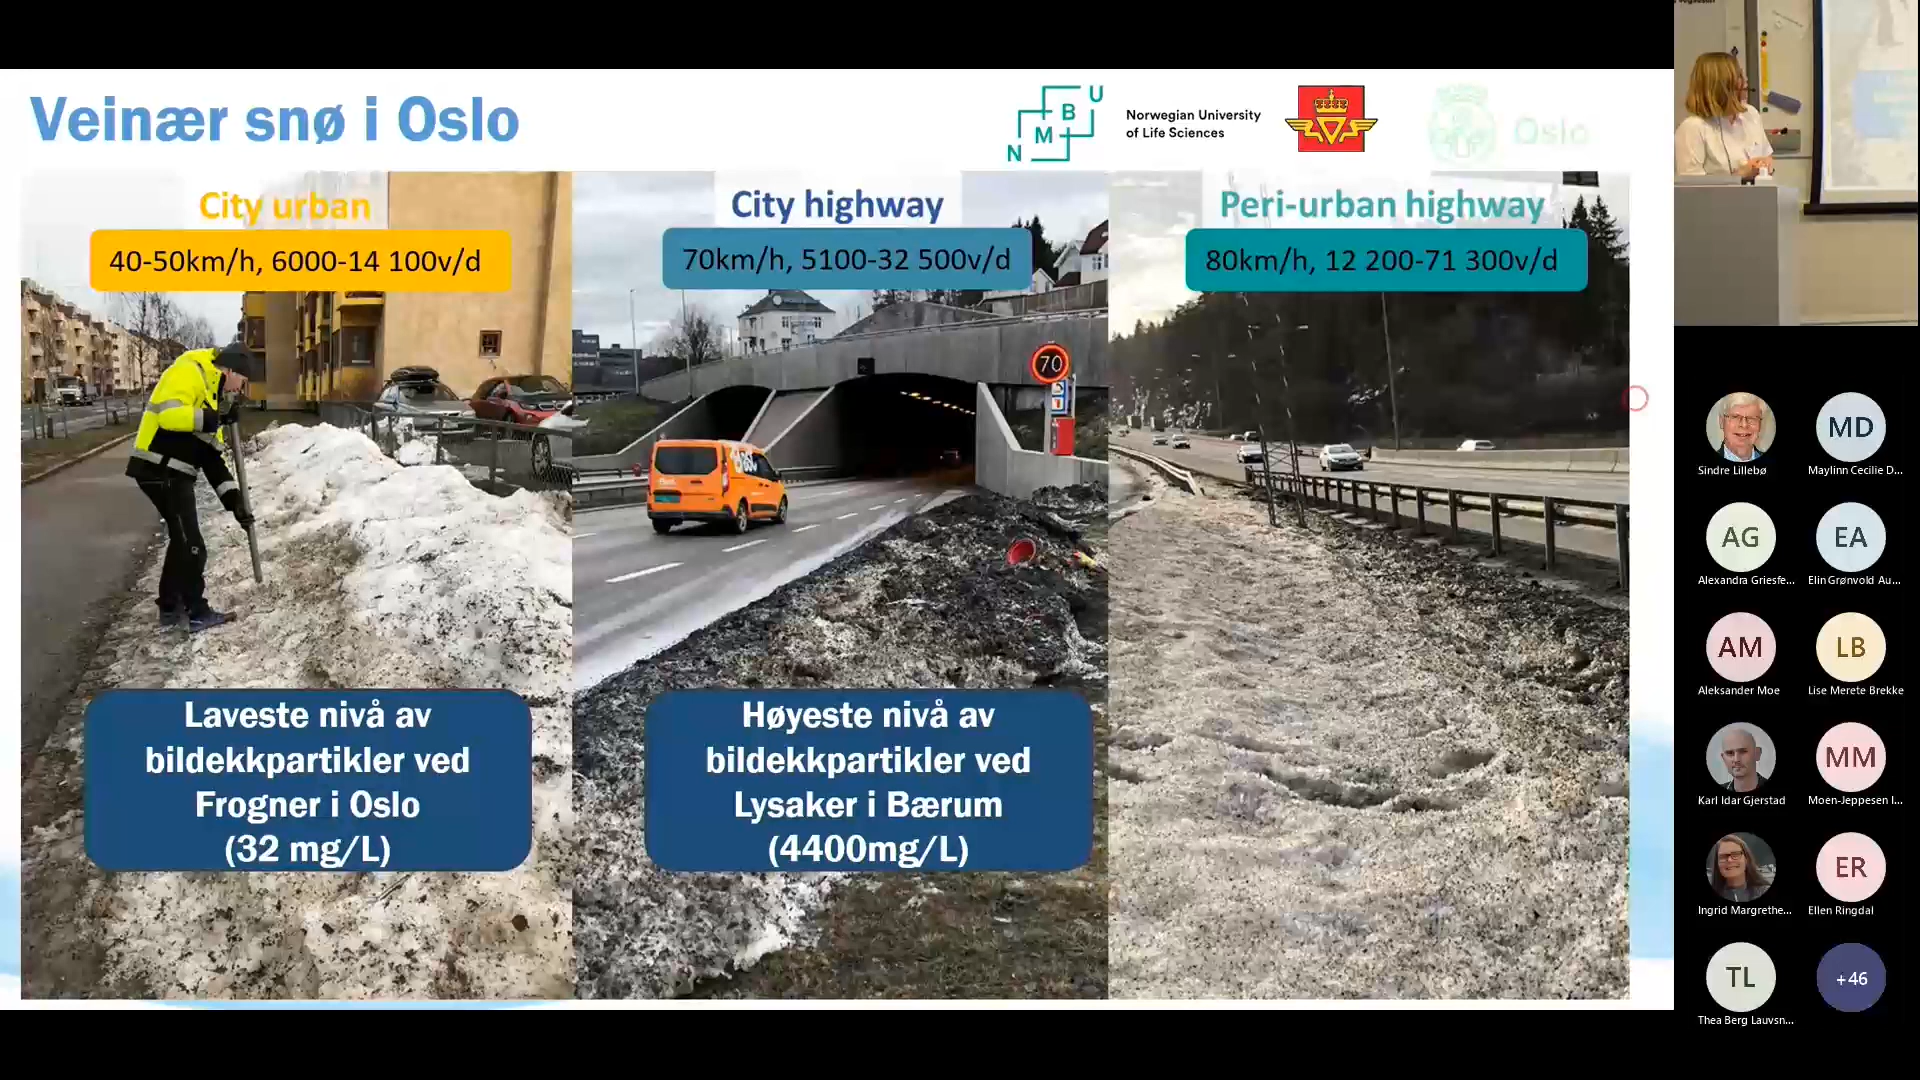 Veinær snø i Oslo
N M B U
Norwegian University
of Life Sciences
Oslo
City urban
40-50km/h, 6000-14 100v/d
City highway
70km/h, 5100-32 500v/d
Peri-urban highway
80km/h, 12 200-71 300v/d
70
Laveste nivå av
bildekkpartikler ved
Frogner i Oslo
(32 mg/L)
Høyeste nivå av
bildekkpartikler ved
Lysaker i Bærum
(4400mg/L)
Sindre Lillebø
MD
Maylinn Cecilie D...
AG
Alexandra Griesfe...
EA
Elin Grønvold Au...
AM
Aleksander Moe
LB
Lise Merete Brekke
Karl Idar Gjerstad
MM
Moen-Jeppesen I...
Ingrid Margrethe...
ER
Ellen Ringdal
TL
Thea Berg Lauvsn...
+46